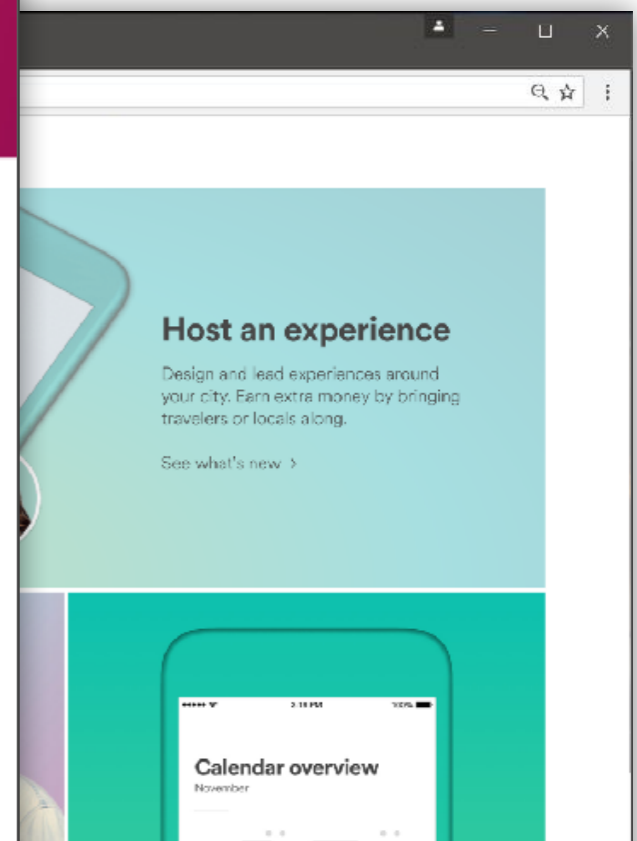 Host an experience
Design and lead experiences around
your city. Earn extra money by bringing
travelers or locals along.
See what's new >
100%
Calendar overview
November